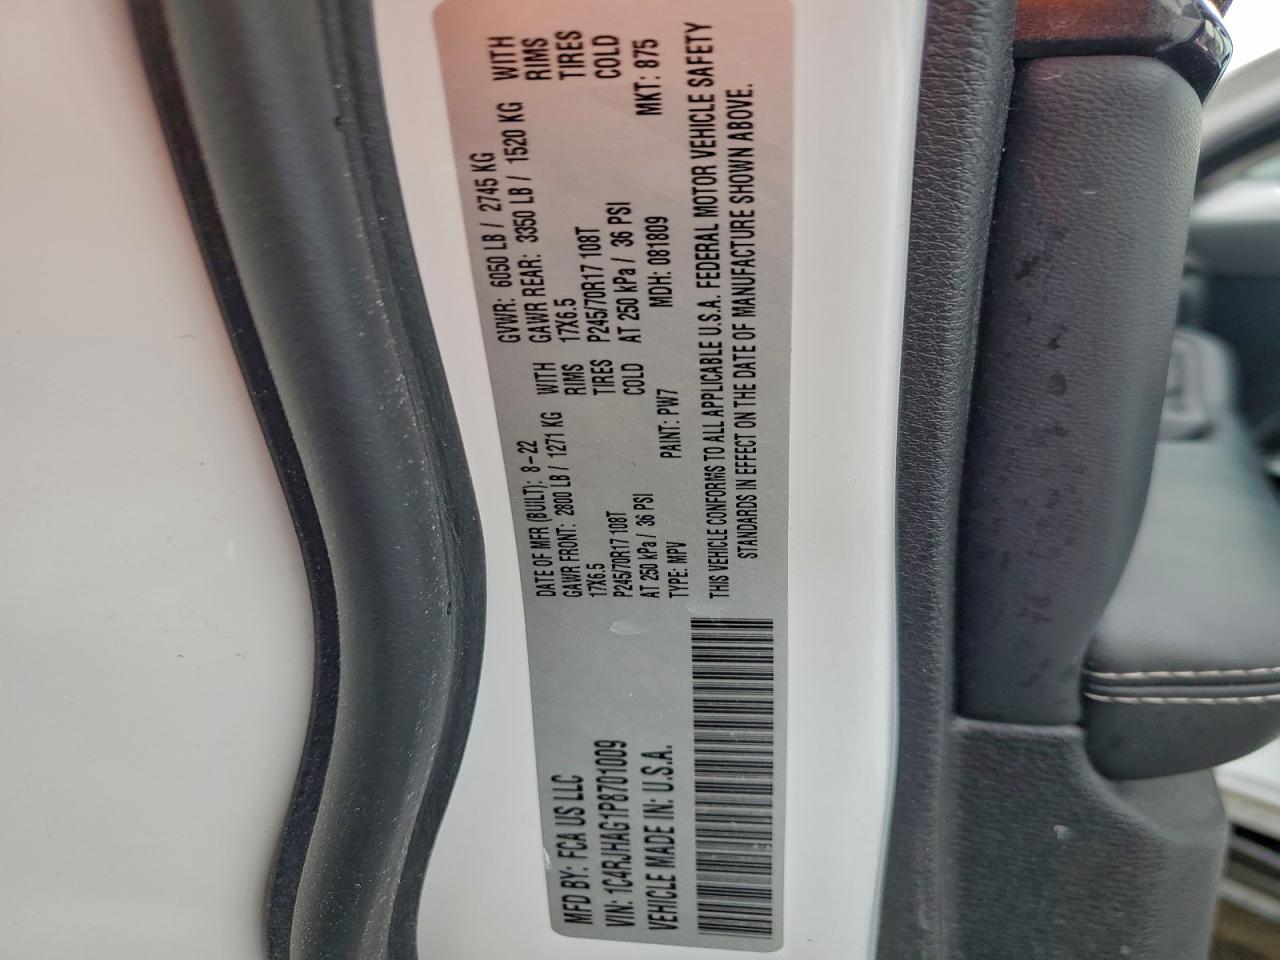 MFD BY: FCA US LLC
VIN: 1C4RJHAG1P8701009
VEHICLE MADE IN: U.S.A.
DATE OF MFR (BUILT): 8-22 GVWR: 6050 LB / 2745 KG
GAWR FRONT: 2800 LB / 1271 KG WITH GAWR REAR: 3350 LB / 1520 KG WITH
17X6.5 RIMS 17X6.5 RIMS
P245/70R17 108T TIRES P245/70R17 108T TIRES
AT 250 kPa / 36 PSI COLD AT 250 kPa / 36 PSI COLD
TYPE: MPV PAINT: PW7 MDH: 081809 MKT: 875
THIS VEHICLE CONFORMS TO ALL APPLICABLE U.S.A. FEDERAL MOTOR VEHICLE SAFETY
STANDARDS IN EFFECT ON THE DATE OF MANUFACTURE SHOWN ABOVE.